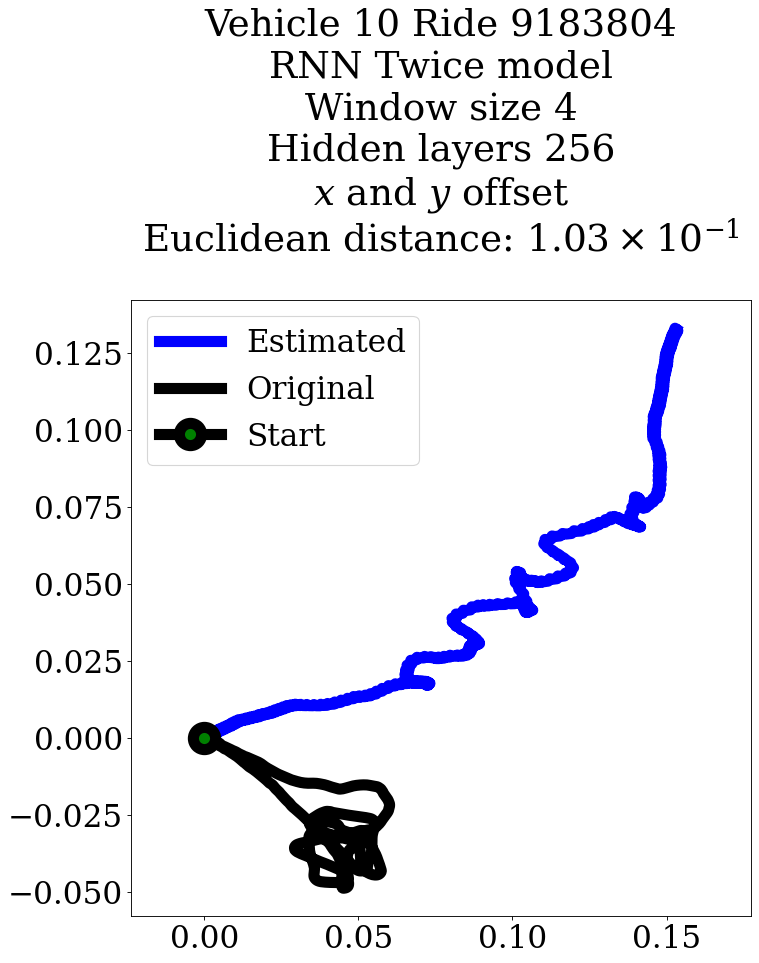 Vehicle 10 Ride 9183804
RNN Twice model
Window size 4
Hidden layers 256
x and y offset
Euclidean distance: 1.03 × 10⁻¹
Estimated
Original
Start
0.125
0.100
0.075
0.050
0.025
0.000
−0.025
−0.050
0.00 0.05 0.10 0.15